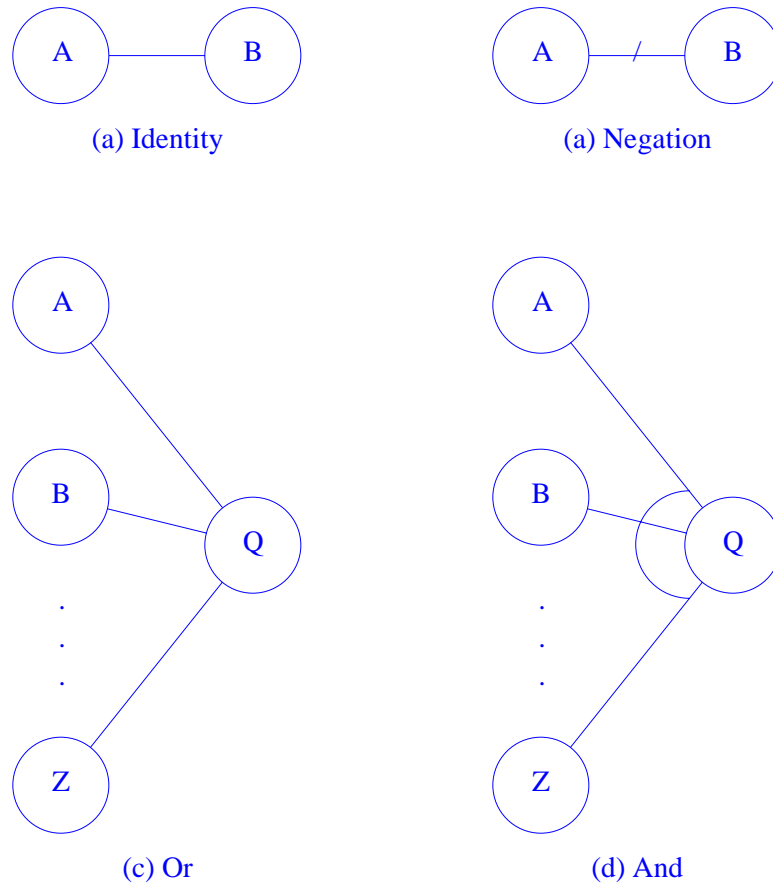 A B
A / B
(a) Identity
(a) Negation
A
A
B
B
Q
Q
.
.
.
.
.
.
Z
Z
(c) Or
(d) And